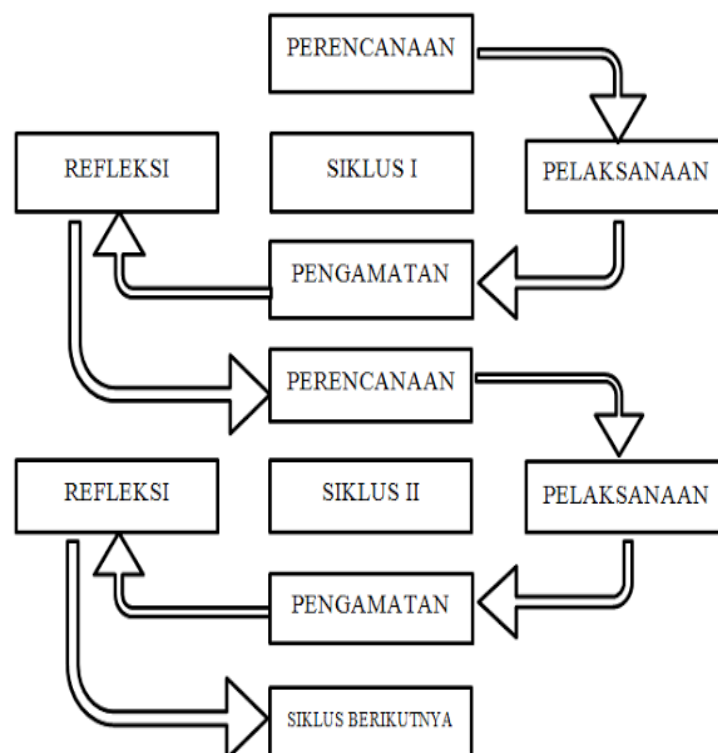 PERENCANAAN
REFLEKSI
SIKLUS I
PELAKSANAAN
PENGAMATAN
PERENCANAAN
REFLEKSI
SIKLUS II
PELAKSANAAN
PENGAMATAN
SIKLUS BERIKUTNYA